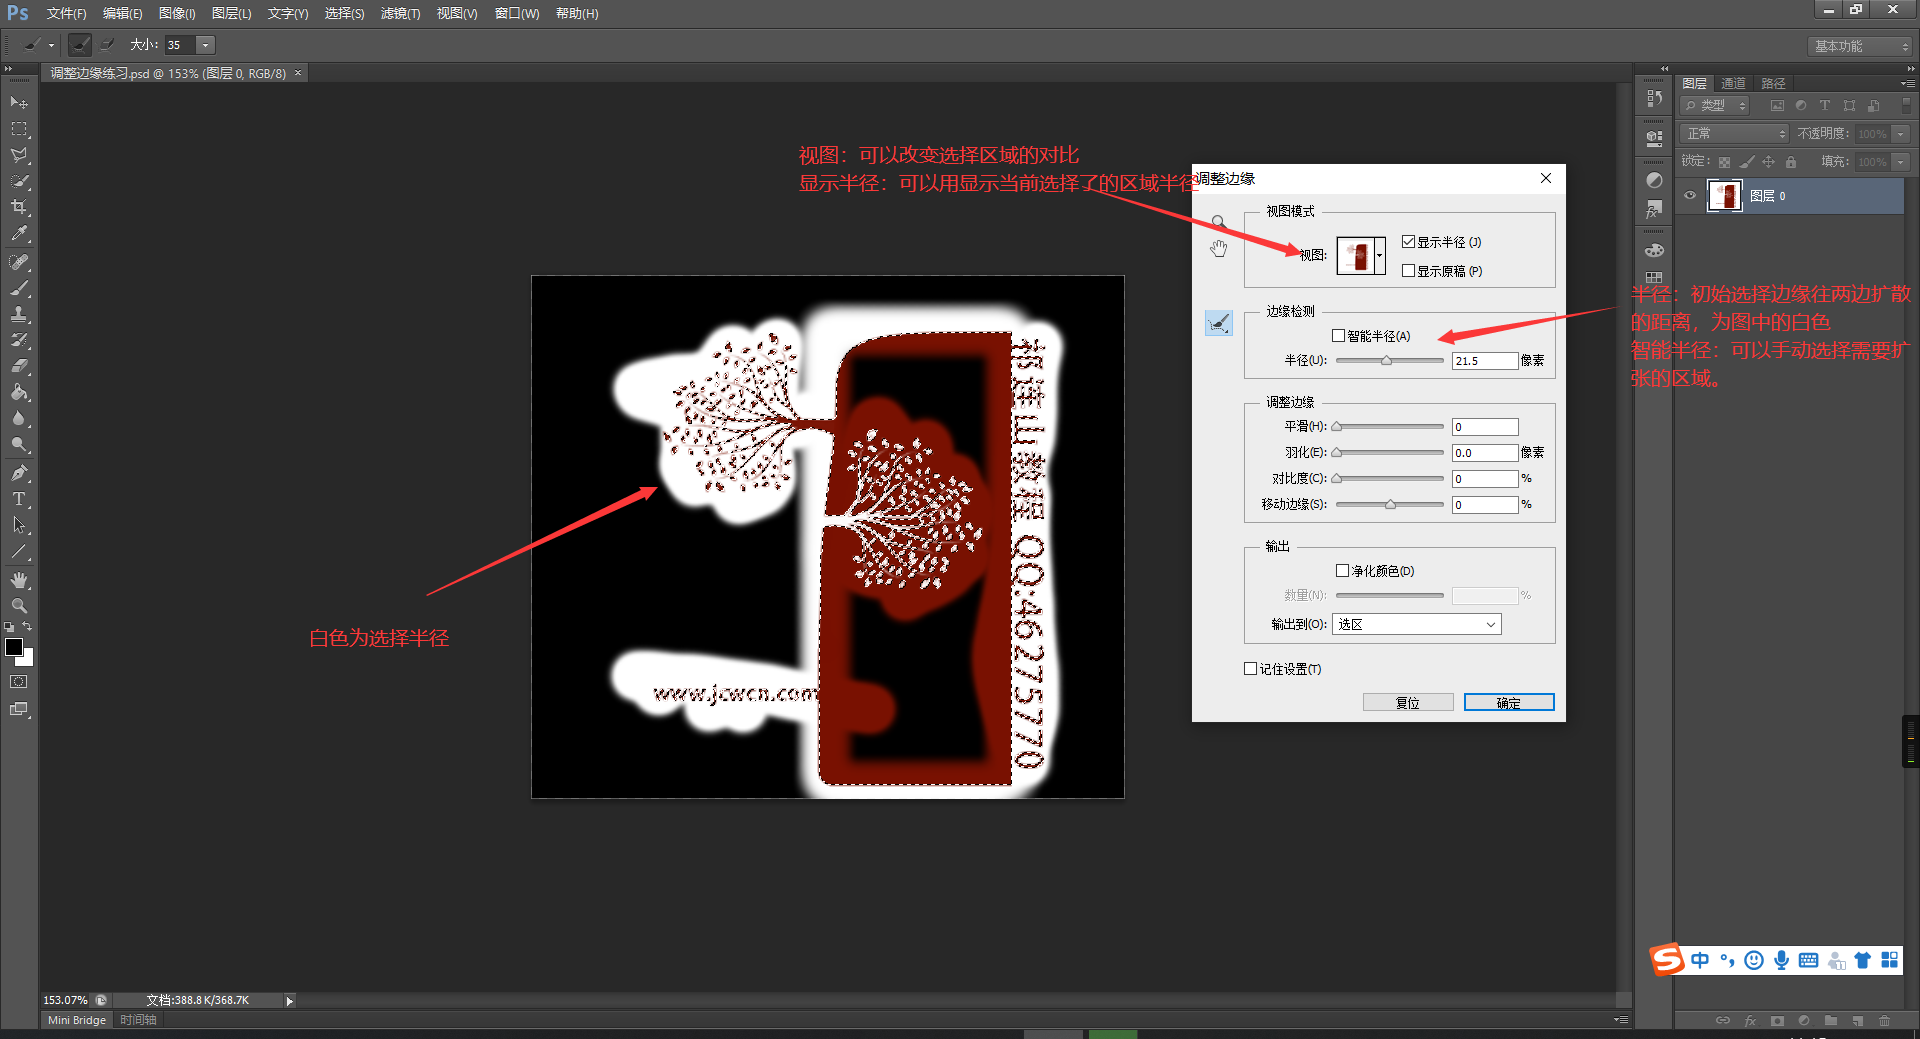 Ps 文件(F) 编辑(E) 图像(I) 图层(L) 文字(Y) 选择(S) 滤镜(T) 视图(V) 窗口(W) 帮助(H)
大小: 35
基本功能
调整边缘练习.psd @ 153% (图层 0, RGB/8) ×
图层 通道 路径
类型
正常 不透明度: 100%
锁定: 填充: 100%
图层 0
视图：可以改变选择区域的对比
显示半径：可以用显示当前选择了的区域半径
调整边缘
视图模式
视图:
显示半径 (J)
显示原稿 (P)
边缘检测
智能半径(A)
半径(U): 21.5 像素
调整边缘
平滑(H): 0
羽化(E): 0.0 像素
对比度(C): 0 %
移动边缘(S): 0 %
输出
净化颜色(D)
数量(N): %
输出到(O): 选区
记住设置(T)
复位 确定
半径：初始选择边缘往两边扩散
的距离，为图中的白色
智能半径：可以手动选择需要扩
张的区域。
白色为选择半径
www.jcwcn.com
QQ:462775770
中
153.07% 文档:388.8K/368.7K
Mini Bridge 时间轴